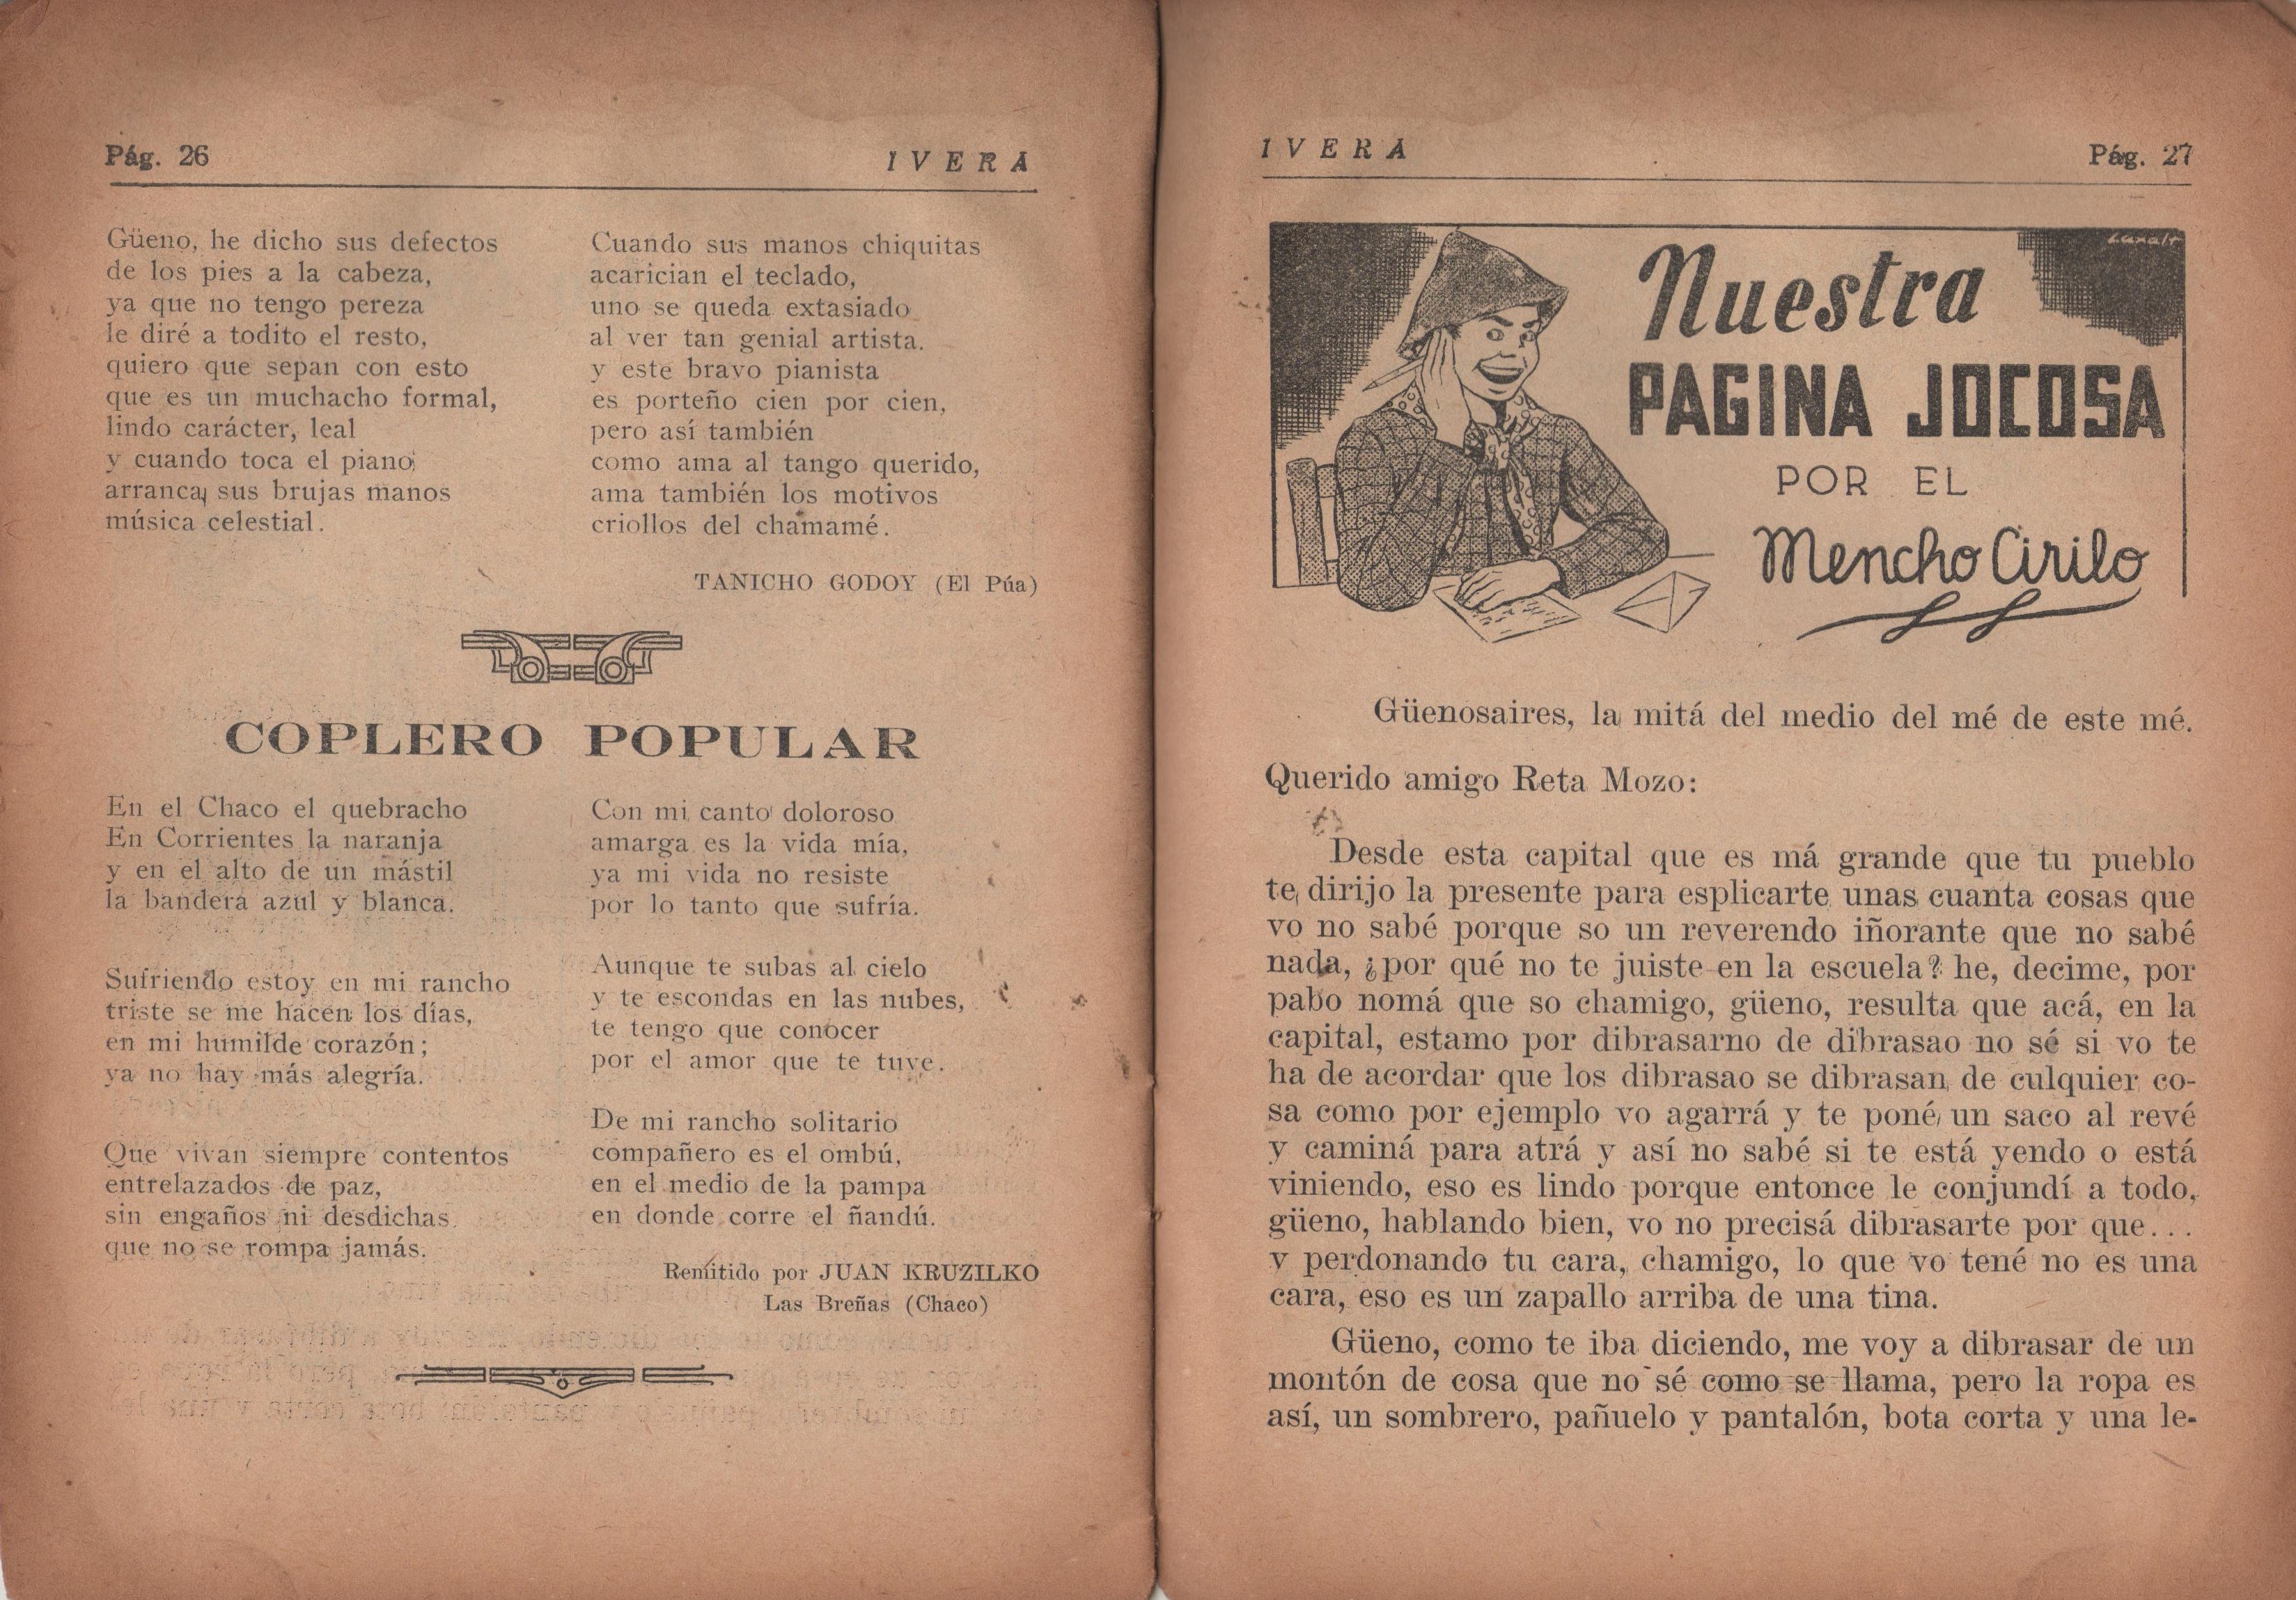 Pág. 26
IVERA
Güeno, he dicho sus defectos
de los pies a la cabeza,
ya que no tengo pereza
le diré a todito el resto,
quiero que sepan con esto
que es un muchacho formal,
lindo carácter, leal
y cuando toca el piano
arranca sus brujas manos
música celestial.
Cuando sus manos chiquitas
acarician el teclado,
uno se queda extasiado
al ver tan genial artista.
y este bravo pianista
es porteño cien por cien,
pero así también
como ama al tango querido,
ama también los motivos
criollos del chamamé.
TANICHO GODOY (El Púa)
COPLERO POPULAR
En el Chaco el quebracho
En Corrientes la naranja
y en el alto de un mástil
la bandera azul y blanca.
Sufriendo estoy en mi rancho
triste se me hacen los días,
en mi humilde corazón;
ya no hay más alegría.
Que vivan siempre contentos
entrelazados de paz,
sin engaños ni desdichas
que no se rompa jamás.
Con mi canto doloroso
amarga es la vida mía,
ya mi vida no resiste
por lo tanto que sufría.
Aunque te subas al cielo
y te escondas en las nubes,
te tengo que conocer
por el amor que te tuve.
De mi rancho solitario
compañero es el ombú,
en el medio de la pampa
en donde corre el ñandú.
Remitido por JUAN KRUZILKO
Las Breñas (Chaco)
IVERA
Pág. 27
Nuestra
PAGINA JOCOSA
POR EL
Mencho Cirilo
Güenosaires, la mitá del medio del mé de este mé.
Querido amigo Reta Mozo:
Desde esta capital que es má grande que tu pueblo
te dirijo la presente para esplicarte unas cuanta cosas que
vo no sabé porque so un reverendo iñorante que no sabé
nada, ¿por qué no te juiste en la escuela? he, decime, por
pabo nomá que so chamigo, güeno, resulta que acá, en la
capital, estamo por dibrasarno de dibrasao no sé si vo te
ha de acordar que los dibrasao se dibrasan de culquier co-
sa como por ejemplo vo agarrá y te poné un saco al revé
y caminá para atrá y así no sabé si te está yendo o está
viniendo, eso es lindo porque entonce le conjundí a todo,
güeno, hablando bien, vo no precisá dibrasarte por que...
y perdonando tu cara, chamigo, lo que vo tené no es una
cara, eso es un zapallo arriba de una tina.
Güeno, como te iba diciendo, me voy a dibrasar de un
montón de cosa que no sé como se llama, pero la ropa es
así, un sombrero, pañuelo y pantalón, bota corta y una le-